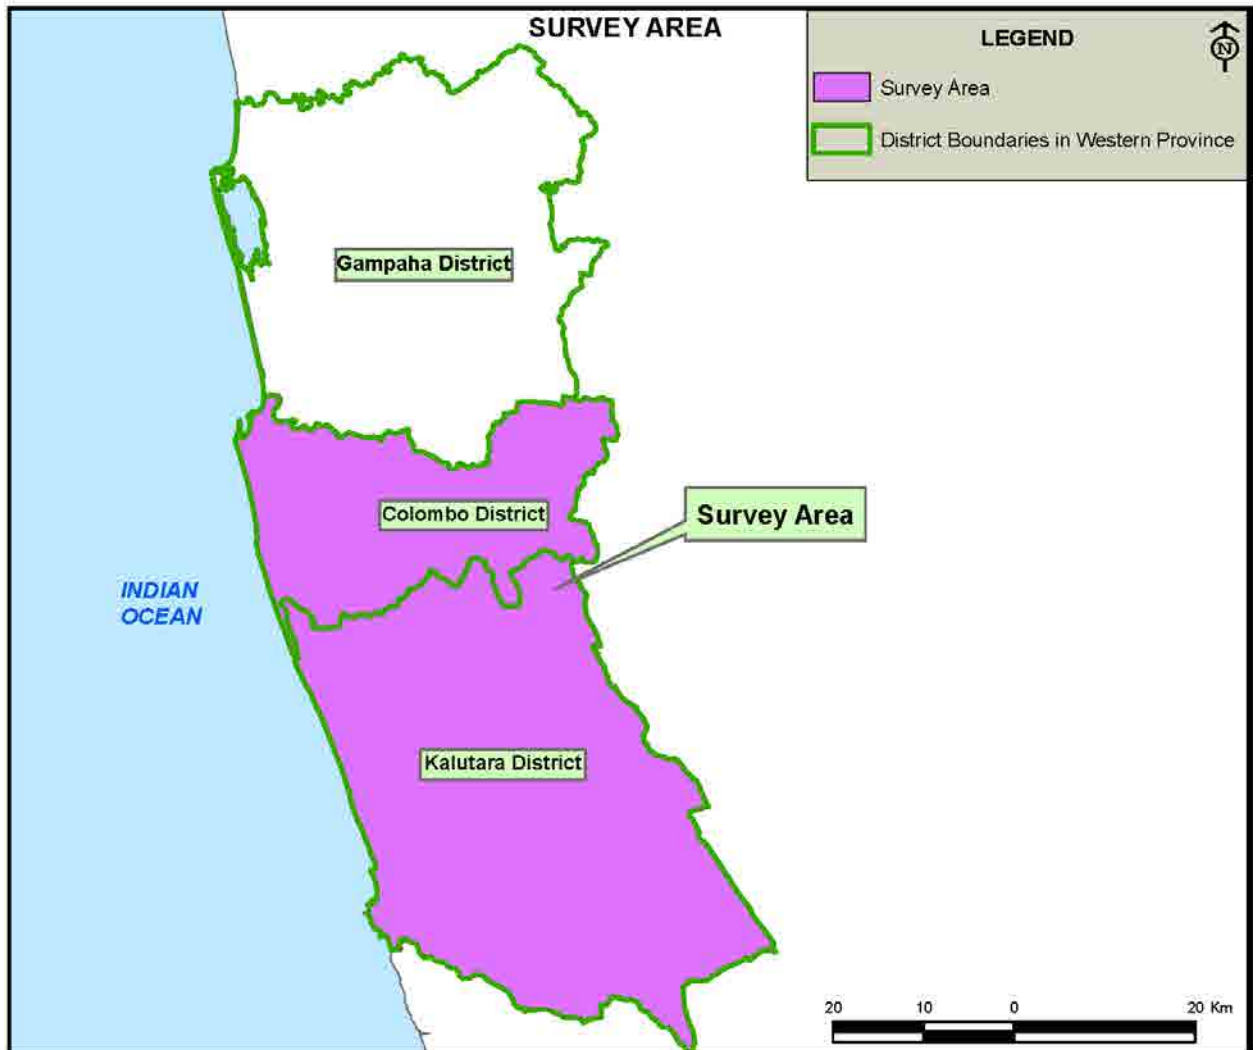 SURVEY AREA
LEGEND
N
Survey Area
District Boundaries in Western Province
Gampaha District
Colombo District
Survey Area
INDIAN
OCEAN
Kalutara District
20 10 0 20 Km